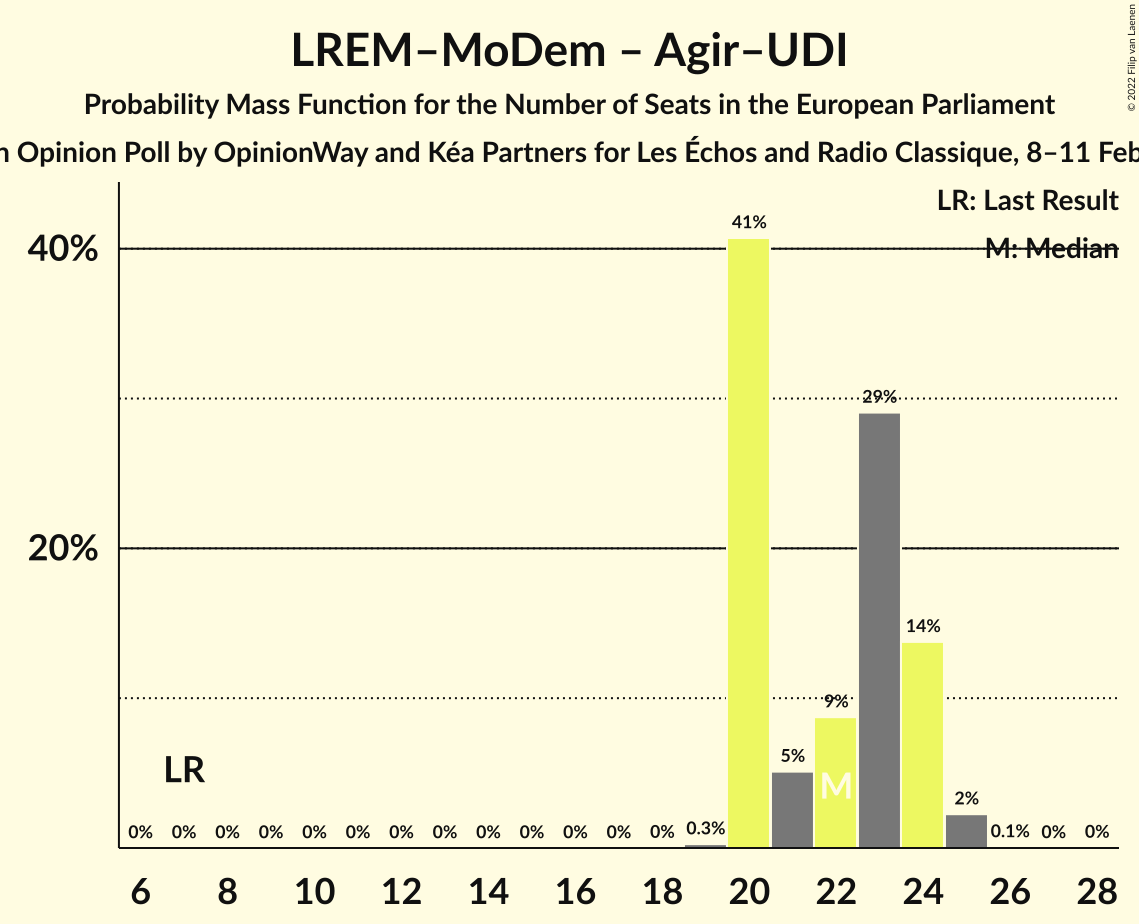 LREM–MoDem – Agir–UDI
Probability Mass Function for the Number of Seats in the European Parliament
Opinion Poll by OpinionWay and Kéa Partners for Les Échos and Radio Classique, 8–11 Feb
© 2022 Filip van Laenen
LR: Last Result
M: Median
40%
20%
41%
29%
14%
9%
5%
2%
LR
M
0% 0% 0% 0% 0% 0% 0% 0% 0% 0% 0% 0% 0% 0.3% 0.1% 0% 0%
6 8 10 12 14 16 18 20 22 24 26 28